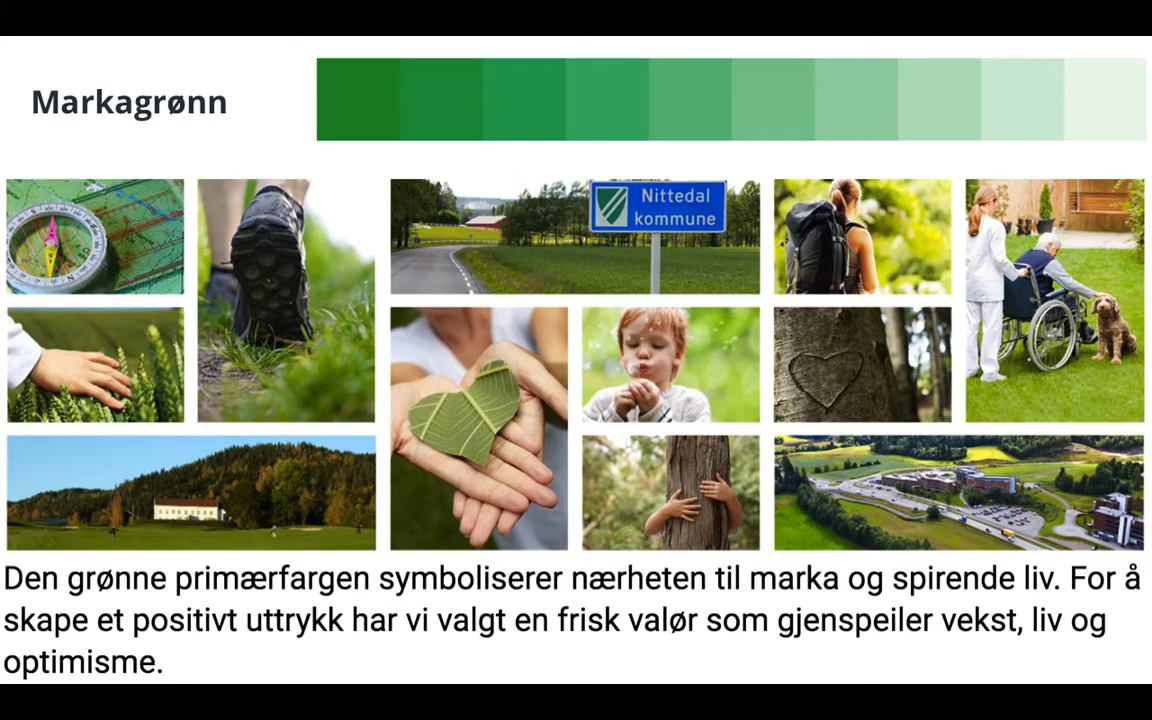 Markagrønn
Nittedal
kommune
Den grønne primærfargen symboliserer nærheten til marka og spirende liv. For å
skape et positivt uttrykk har vi valgt en frisk valør som gjenspeiler vekst, liv og
optimisme.